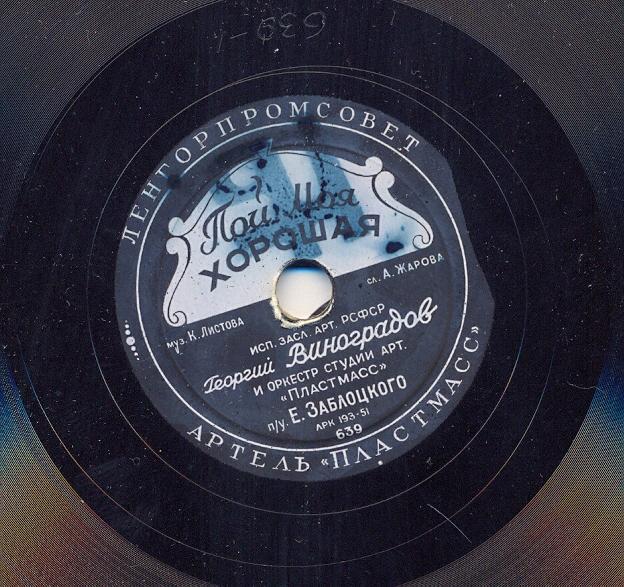 639-1
ЛЕНГОРПРОМСОВЕТ
Пой, Моя
ХОРОШАЯ
муз. К. Листова
сл. А. Жарова
ИСП. ЗАСЛ. АРТ. РСФСР
Георгий Виноградов
И ОРКЕСТР СТУДИИ АРТ.
«ПЛАСТМАСС»
п/у. Е. ЗАБЛОЦКОГО
ЛРК 193-51
639
АРТЕЛЬ «ПЛАСТМАСС»